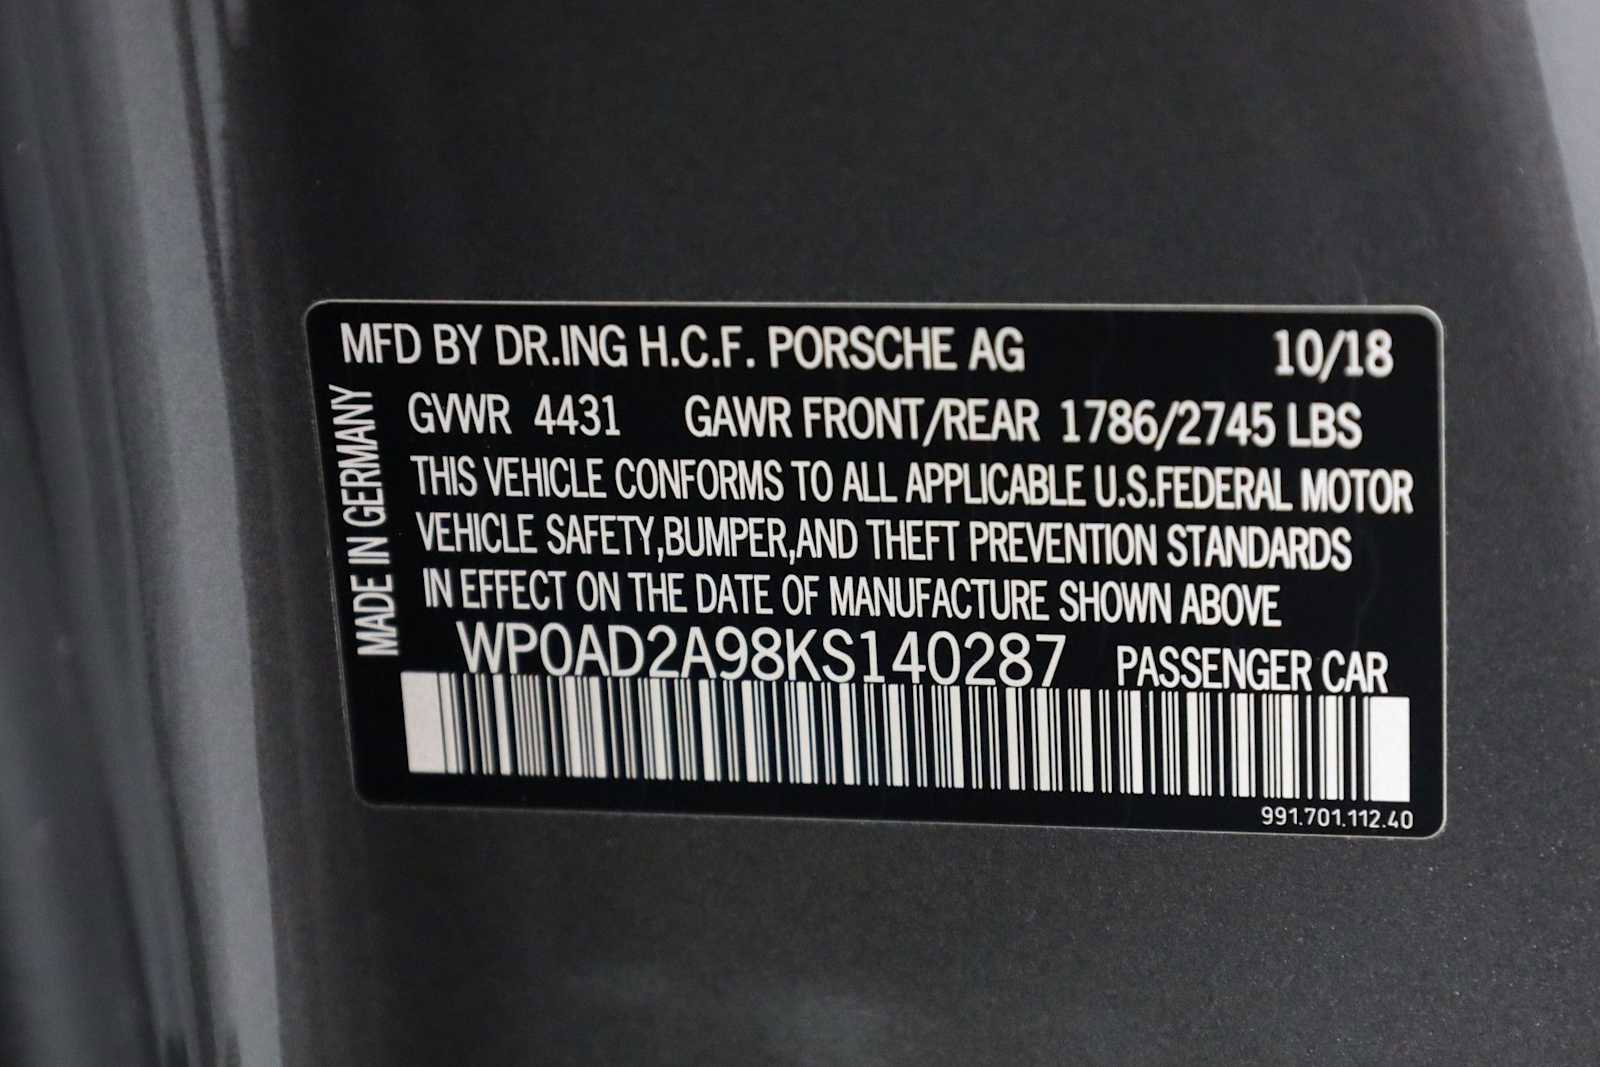 MFD BY DR.ING H.C.F. PORSCHE AG 10/18
MADE IN GERMANY
GVWR 4431 GAWR FRONT/REAR 1786/2745 LBS
THIS VEHICLE CONFORMS TO ALL APPLICABLE U.S.FEDERAL MOTOR
VEHICLE SAFETY,BUMPER,AND THEFT PREVENTION STANDARDS
IN EFFECT ON THE DATE OF MANUFACTURE SHOWN ABOVE
WP0AD2A98KS140287 PASSENGER CAR
991.701.112.40